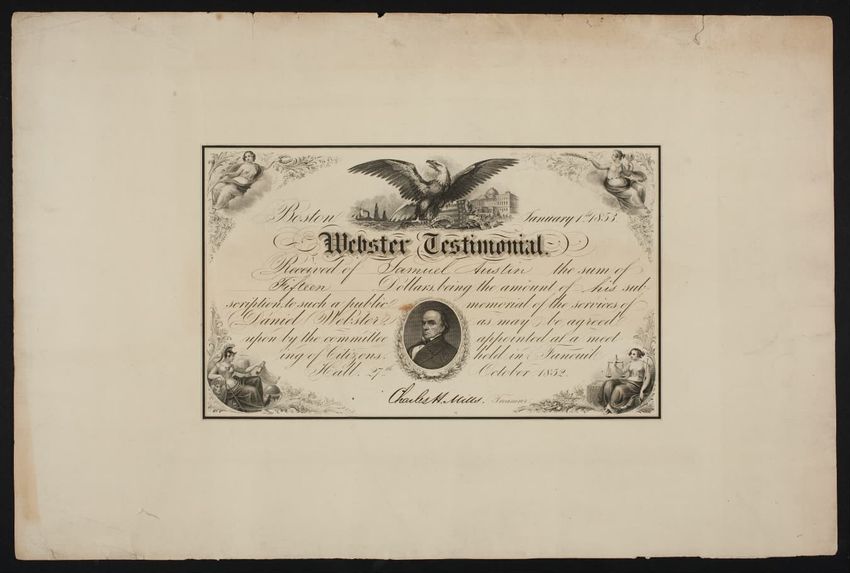 Boston January 1st 1853
Webster Testimonial.
Received of Samuel Austin the sum of
Fifteen Dollars, being the amount of his sub-
scription to such a public memorial of the services of
Daniel Webster as may be agreed
upon by the committee appointed at a meet
ing of Citizens, held in Faneuil
Hall, 27th October 1852.
Charles H. Mills. Treasurer